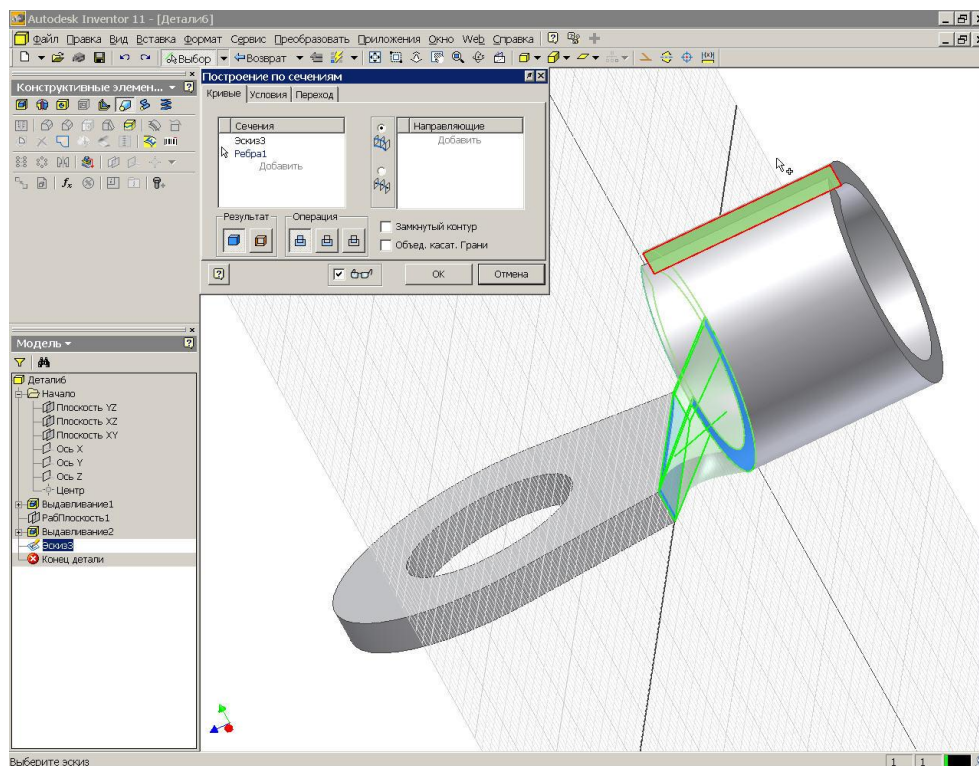 Autodesk Inventor 11 - [Деталь6]
Файл Правка Вид Вставка Формат Сервис Преобразовать Приложения Окно Web Справка
Выбор Возврат
Конструктивные элемен...
Построение по сечениям
Кривые Условия Переход
Сечения Направляющие
Эскиз3 Добавить
Ребра1
Добавить
Результат Операция
Замкнутый контур
Объед. касат. Грани
ОК Отмена
Модель
Деталь6
Начало
Плоскость YZ
Плоскость XZ
Плоскость XY
Ось X
Ось Y
Ось Z
Центр
Выдавливание1
РабПлоскость1
Выдавливание2
Эскиз3
Конец детали
Выберите эскиз 1 1